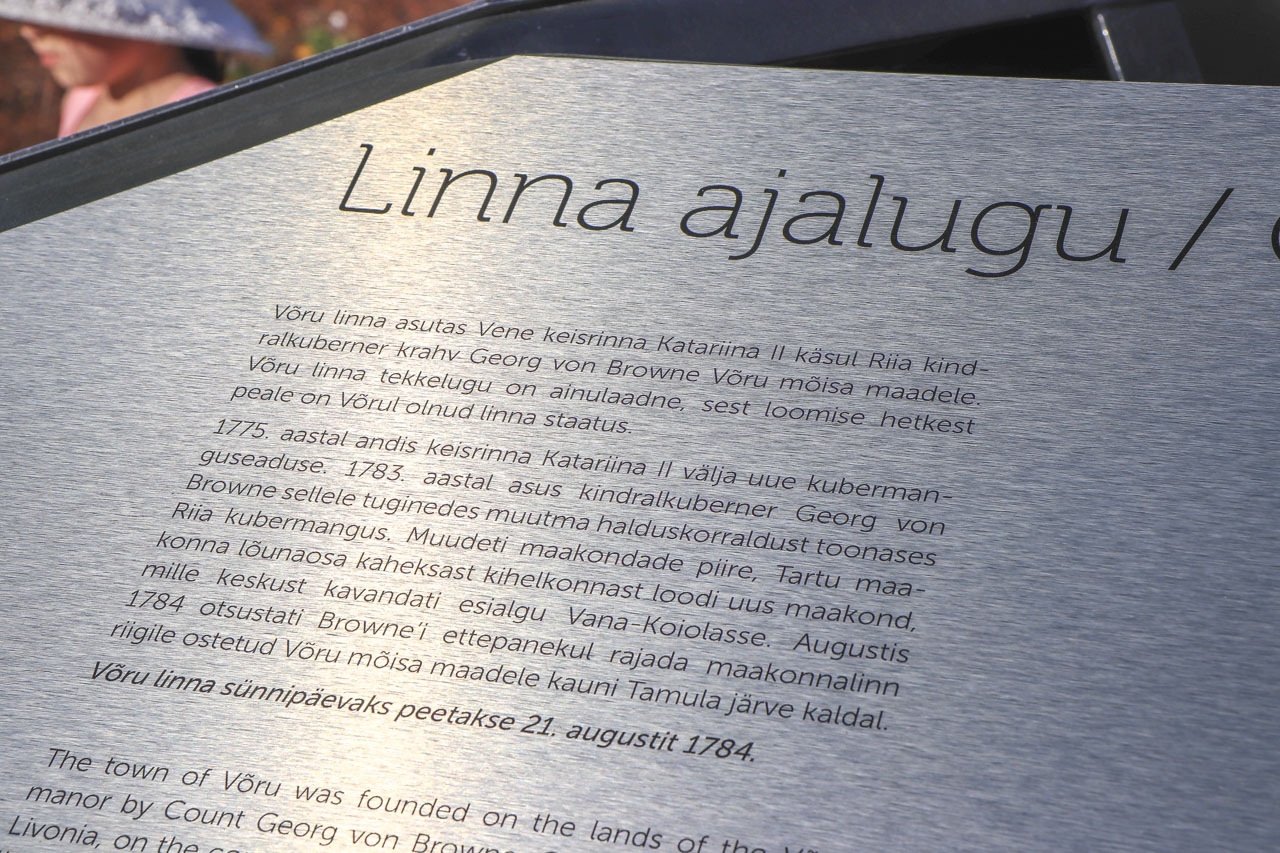 Linna ajalugu /
Võru linna asutas Vene keisrinna Katariina II käsul Riia kind-
ralkuberner krahv Georg von Browne Võru mõisa maadele.
Võru linna tekkelugu on ainulaadne, sest loomise hetkest
peale on Võrul olnud linna staatus.
1775. aastal andis keisrinna Katariina II välja uue kuberman-
guseaduse. 1783. aastal asus kindralkuberner Georg von
Browne sellele tuginedes muutma halduskorraldust toonases
Riia kubermangus. Muudeti maakondade piire, Tartu maa-
konna lõunaosa kaheksast kihelkonnast loodi uus maakond,
mille keskust kavandati esialgu Vana-Koiolasse. Augustis
1784 otsustati Browne'i ettepanekul rajada maakonnalinn
riigile ostetud Võru mõisa maadele kauni Tamula järve kaldal.
Võru linna sünnipäevaks peetakse 21. augustit 1784.
The town of Võru was founded on the lands of the
manor by Count Georg von Browne
Livonia, on the